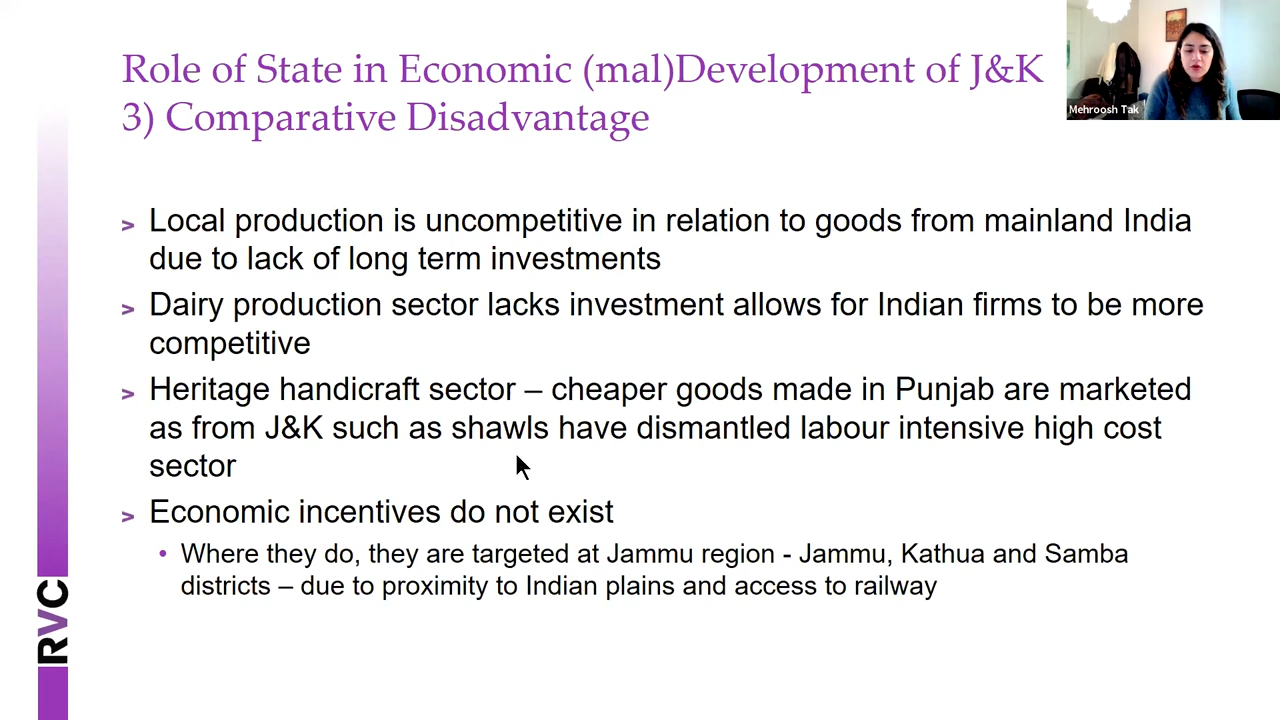 Role of State in Economic (mal)Development of J&K
3) Comparative Disadvantage
Mehroosh Tak
> Local production is uncompetitive in relation to goods from mainland India
due to lack of long term investments
> Dairy production sector lacks investment allows for Indian firms to be more
competitive
> Heritage handicraft sector – cheaper goods made in Punjab are marketed
as from J&K such as shawls have dismantled labour intensive high cost
sector
> Economic incentives do not exist
• Where they do, they are targeted at Jammu region - Jammu, Kathua and Samba
districts – due to proximity to Indian plains and access to railway
RVC